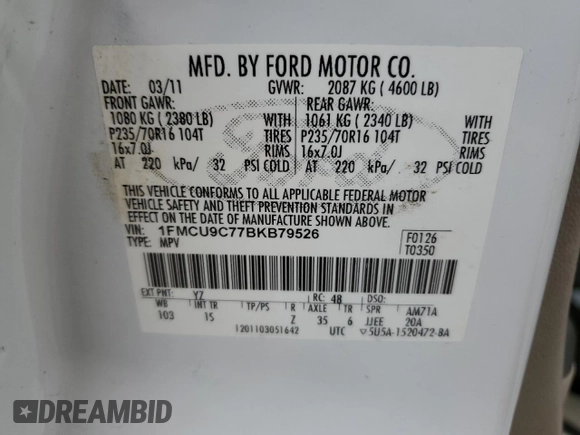 MFD. BY FORD MOTOR CO.
DATE: 03/11 GVWR: 2087 KG ( 4600 LB)
FRONT GAWR: REAR GAWR:
1080 KG ( 2380 LB) 1061 KG ( 2340 LB)
P235/70R16 104T TIRES P235/70R16 104T TIRES
16x7.0J RIMS 16x7.0J RIMS
AT 220 kPa/ 32 PSI COLD AT 220 kPa/ 32 PSI COLD
THIS VEHICLE CONFORMS TO ALL APPLICABLE FEDERAL MOTOR
VEHICLE SAFETY AND THEFT PREVENTION STANDARDS IN
EFFECT ON THE DATE OF MANUFACTURE SHOWN ABOVE.
VIN: 1FMCU9C77BKB79526
TYPE: MPV
F0126
T0350
EXT PNT: YZ RC: 48 DSO:
WB INT TR TP/PS R AXLE TR SPR AM71A
103 IS Z 35 6 JJEE 20A
1201103051642 UTC 5U5A-1520472-BA
DREAMBID